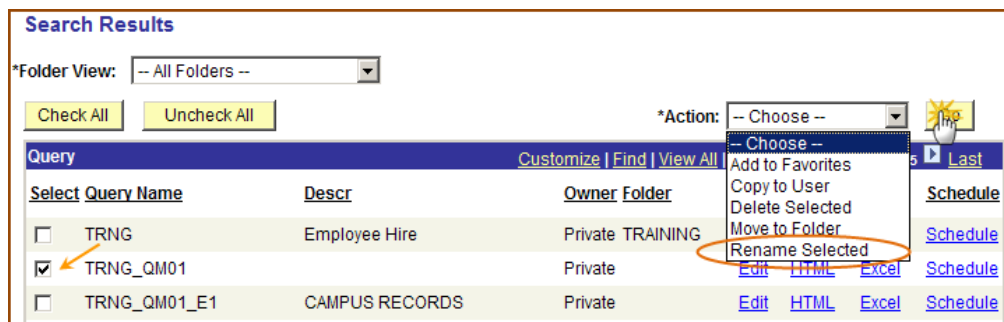 Search Results
*Folder View: -- All Folders --
Check All Uncheck All *Action: -- Choose --
Query Customize | Find | View All | -- Choose -- 5 Last
Add to Favorites
Copy to User
Select Query Name Descr Owner Folder Delete Selected Schedule
Move to Folder
TRNG Employee Hire Private TRAINING Schedule
Rename Selected
TRNG_QM01 Private Edit HTML Excel Schedule
TRNG_QM01_E1 CAMPUS RECORDS Private Edit HTML Excel Schedule